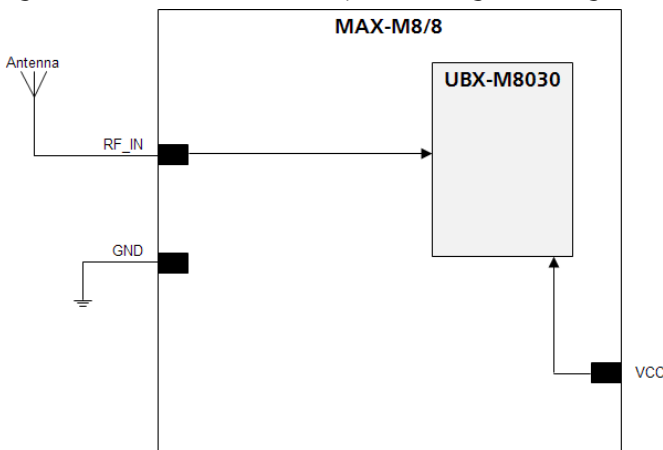 MAX-M8/8
Antenna
UBX-M8030
RF_IN
GND
VCC